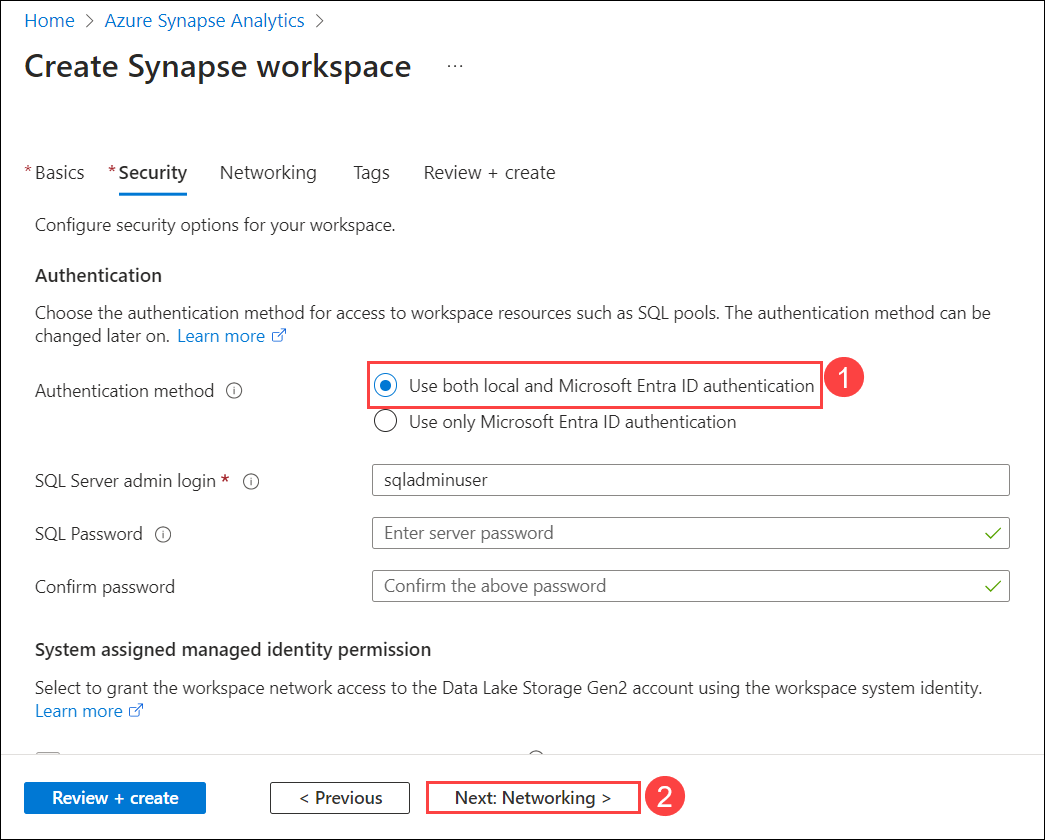 Home > Azure Synapse Analytics >
Create Synapse workspace ...
* Basics * Security Networking Tags Review + create
Configure security options for your workspace.
Authentication
Choose the authentication method for access to workspace resources such as SQL pools. The authentication method can be
changed later on. Learn more
Authentication method
Use both local and Microsoft Entra ID authentication 1
Use only Microsoft Entra ID authentication
SQL Server admin login *
sqladminuser
SQL Password
Enter server password
Confirm password
Confirm the above password
System assigned managed identity permission
Select to grant the workspace network access to the Data Lake Storage Gen2 account using the workspace system identity.
Learn more
Review + create < Previous Next: Networking > 2